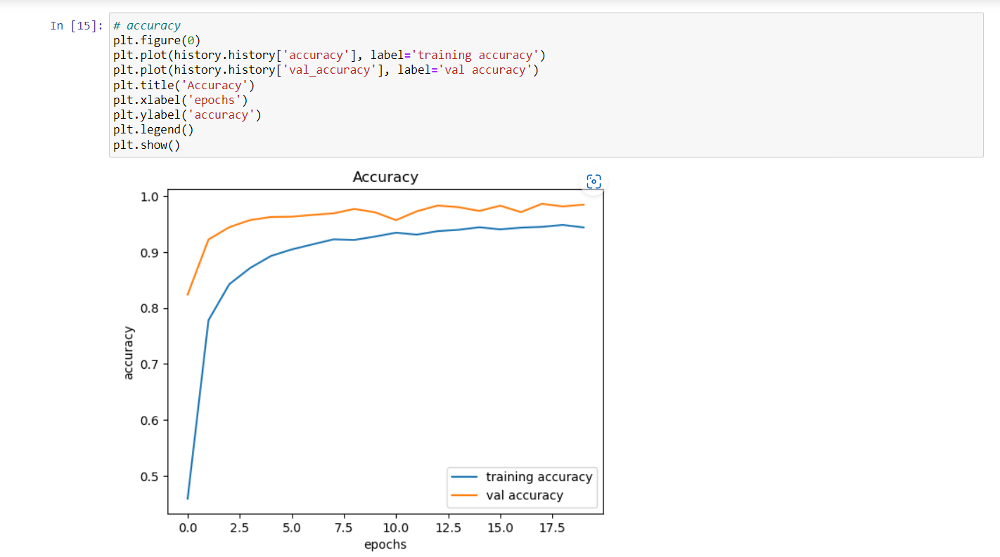 In [15]: # accuracy
plt.figure(0)
plt.plot(history.history['accuracy'], label='training accuracy')
plt.plot(history.history['val_accuracy'], label='val accuracy')
plt.title('Accuracy')
plt.xlabel('epochs')
plt.ylabel('accuracy')
plt.legend()
plt.show()
Accuracy
1.0
0.9
0.8
0.7
0.6
0.5
accuracy
training accuracy
val accuracy
0.0 2.5 5.0 7.5 10.0 12.5 15.0 17.5
epochs